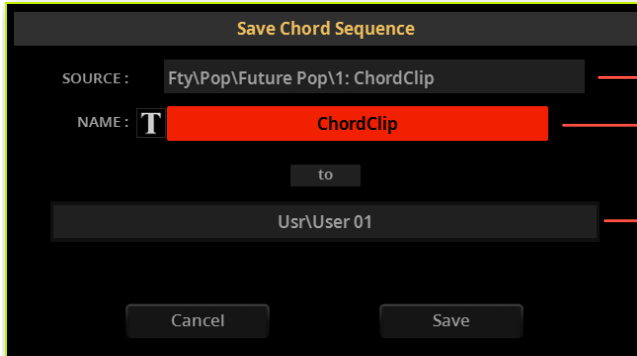 Save Chord Sequence
SOURCE : Fty\Pop\Future Pop\1: ChordClip
NAME : T ChordClip
to
Usr\User 01
Cancel Save